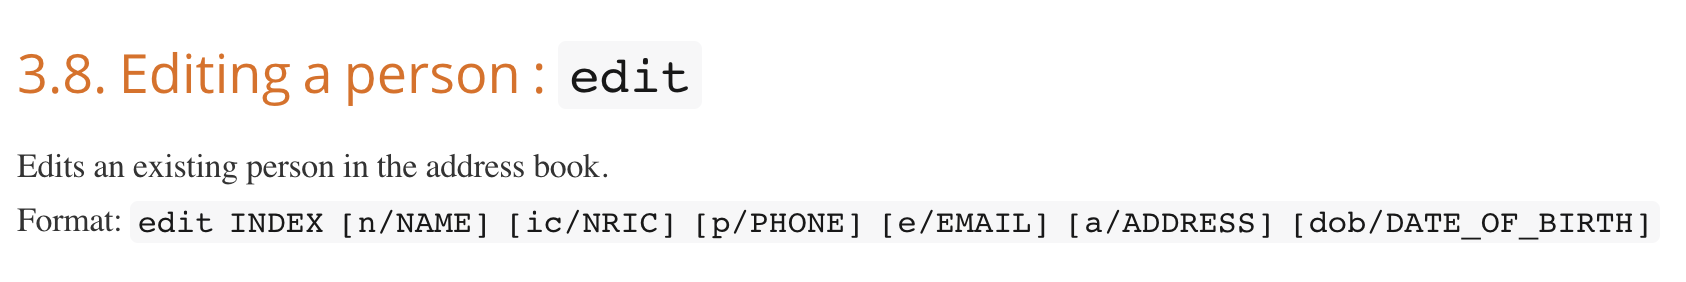 3.8. Editing a person : edit
Edits an existing person in the address book.
Format: edit INDEX [n/NAME] [ic/NRIC] [p/PHONE] [e/EMAIL] [a/ADDRESS] [dob/DATE_OF_BIRTH]